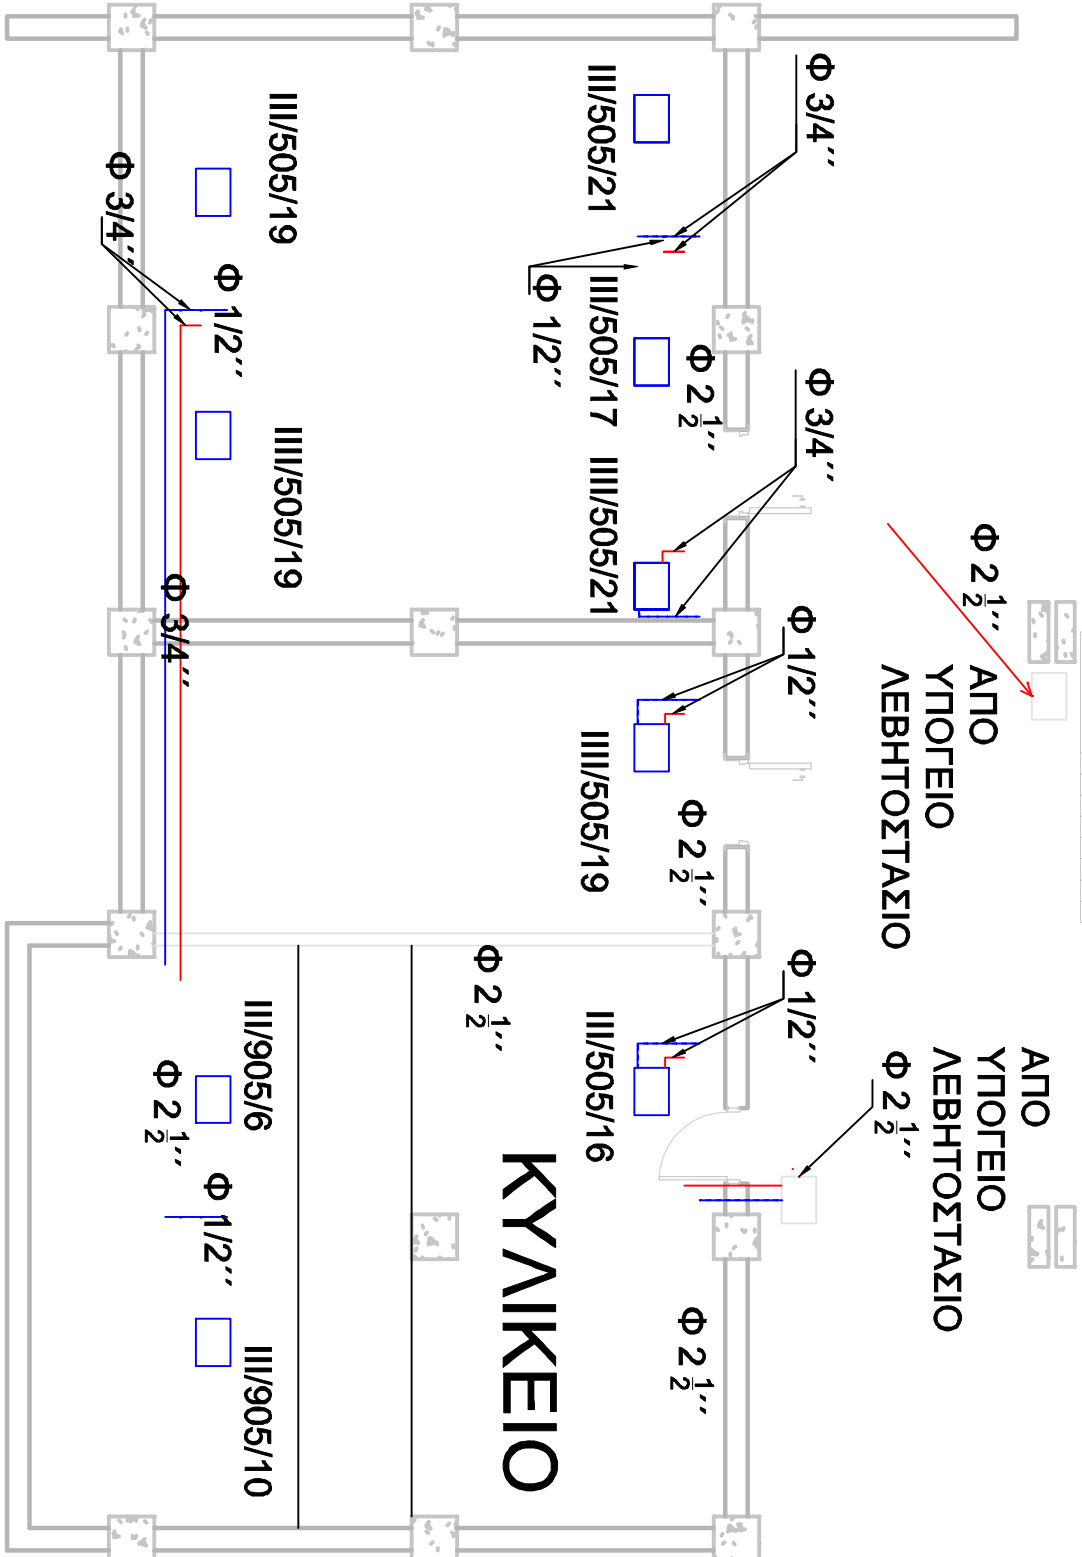 ΑΠΟ
ΥΠΟΓΕΙΟ
ΛΕΒΗΤΟΣΤΑΣΙΟ
Φ 2 1/2΄΄
Φ 2 1/2΄΄
ΑΠΟ
ΥΠΟΓΕΙΟ
ΛΕΒΗΤΟΣΤΑΣΙΟ
Φ 3/4΄΄
Φ 3/4΄΄
Φ 1/2΄΄
Φ 1/2΄΄
Φ 2 1/2΄΄
Φ 2 1/2΄΄
Φ 2 1/2΄΄
III/505/21
III/505/17
IIII/505/21
IIII/505/19
III/505/16
Φ 1/2΄΄
ΚΥΛΙΚΕΙΟ
Φ 2 1/2΄΄
III/505/19
IIII/505/19
III/905/6
III/905/10
Φ 1/2΄΄
Φ 1/2΄΄
Φ 3/4΄΄
Φ 3/4΄΄
Φ 2 1/2΄΄